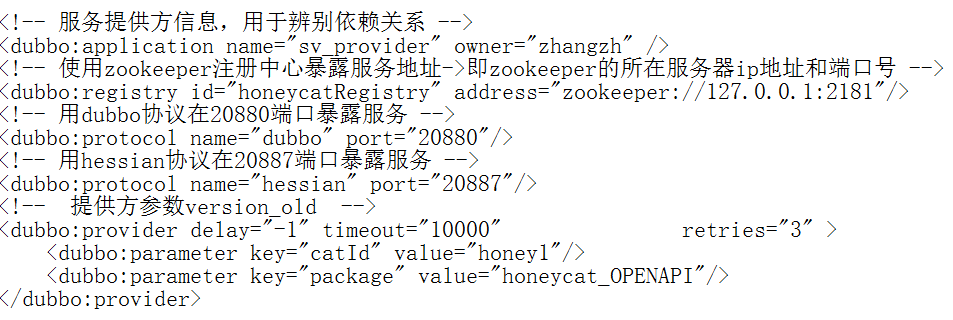 <!-- 服务提供方信息，用于辨别依赖关系 -->
<dubbo:application name="sv_provider" owner="zhangzh" />
<!-- 使用zookeeper注册中心暴露服务地址->即zookeeper的所在服务器ip地址和端口号 -->
<dubbo:registry id="honeycatRegistry" address="zookeeper://127.0.0.1:2181"/>
<!-- 用dubbo协议在20880端口暴露服务 -->
<dubbo:protocol name="dubbo" port="20880"/>
<!-- 用hessian协议在20887端口暴露服务 -->
<dubbo:protocol name="hessian" port="20887"/>
<!--  提供方参数version_old  -->
<dubbo:provider delay="-1" timeout="10000"               retries="3" >
    <dubbo:parameter key="catId" value="honey1"/>
    <dubbo:parameter key="package" value="honeycat_OPENAPI"/>
</dubbo:provider>